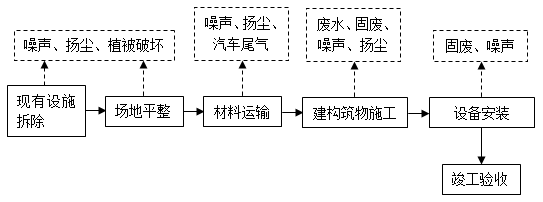 噪声、扬尘、植被破坏
噪声、扬尘、
汽车尾气
废水、固废、
噪声、扬尘
固废、噪声
现有设施
拆除
场地平整
材料运输
建构筑物施工
设备安装
竣工验收